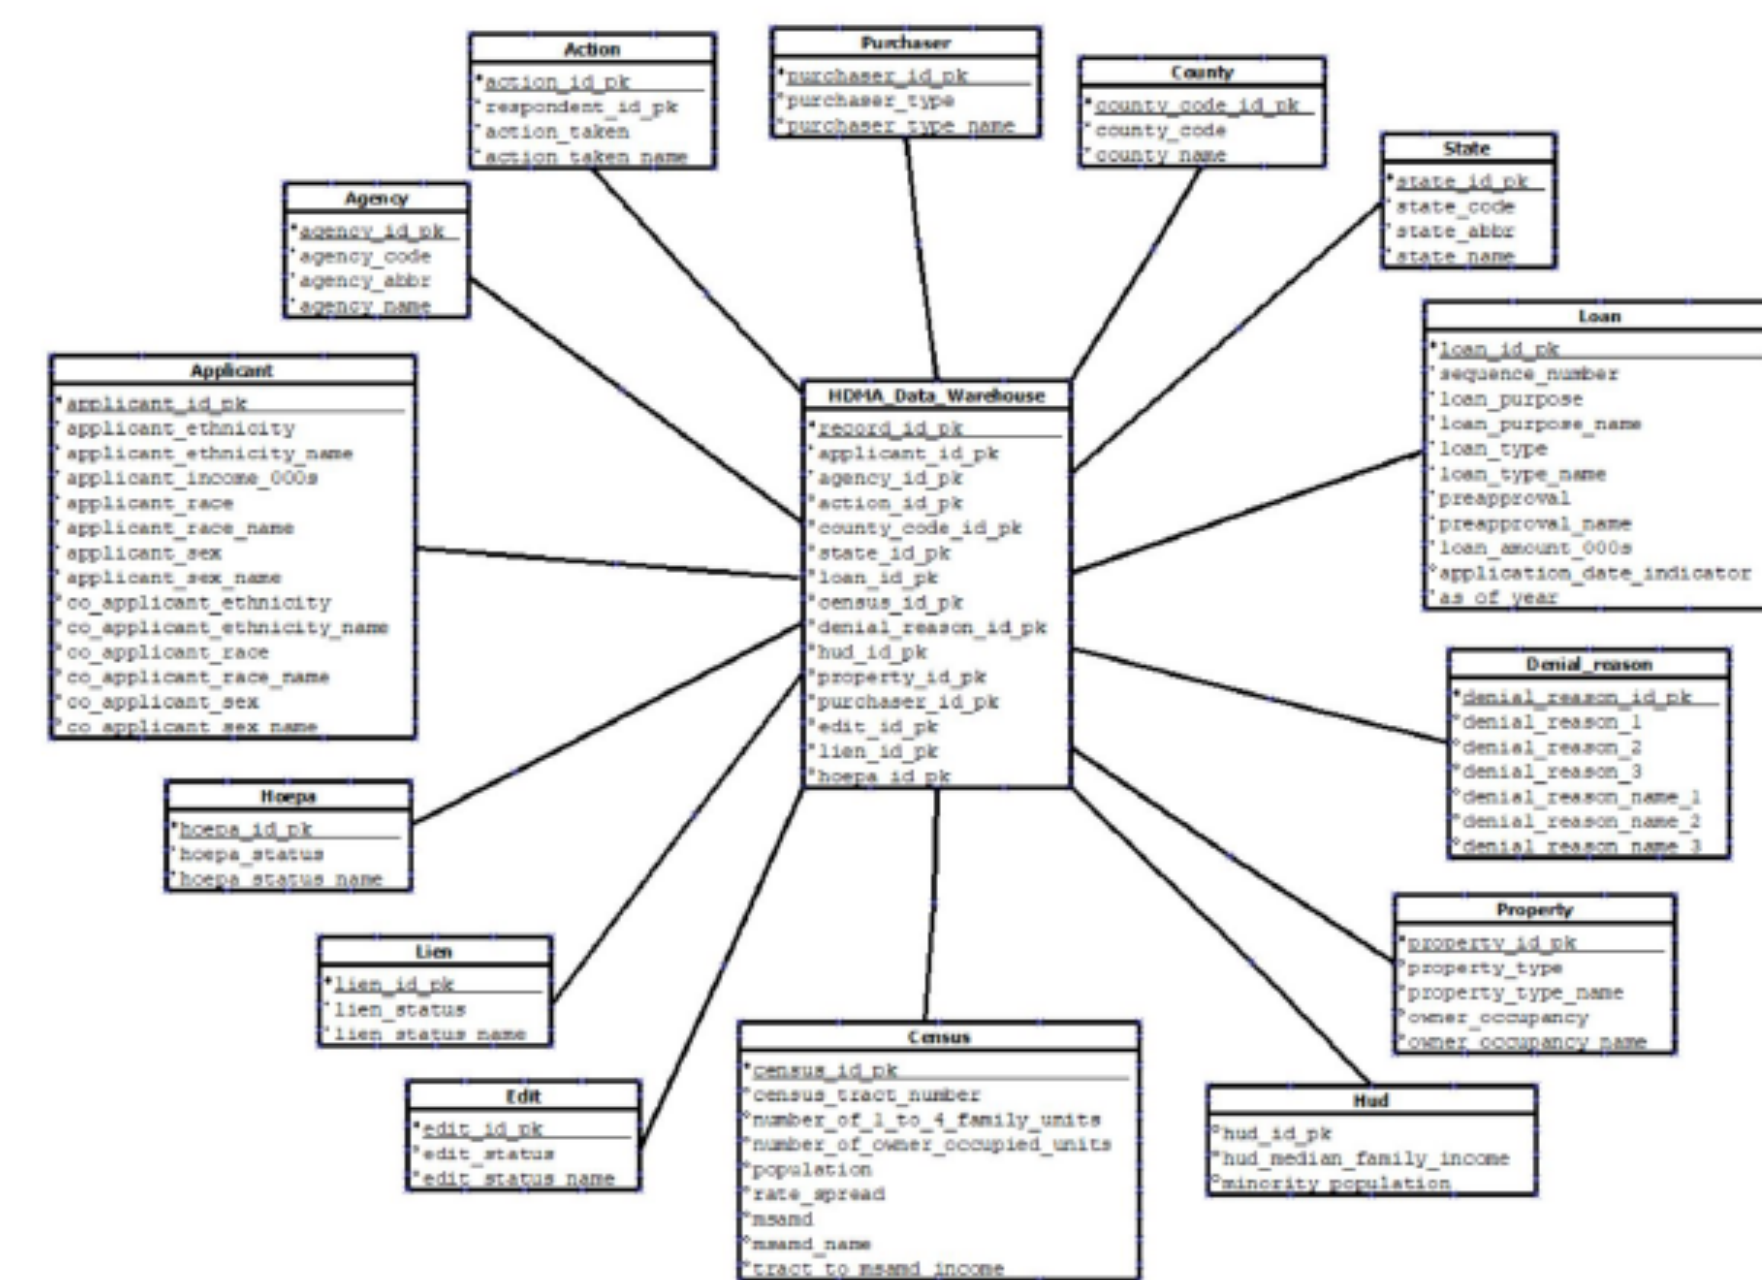 Action
action_id_pk
respondent_id_pk
action_taken
action_taken_name
Purchaser
purchaser_id_pk
purchaser_type
purchaser_type_name
County
county_code_id_pk
county_code
county_name
State
state_id_pk
state_code
state_abbr
state_name
Agency
agency_id_pk
agency_code
agency_abbr
agency_name
Loan
loan_id_pk
sequence_number
loan_purpose
loan_purpose_name
loan_type
loan_type_name
preapproval
preapproval_name
loan_amount_000s
application_date_indicator
as_of_year
Applicant
applicant_id_pk
applicant_ethnicity
applicant_ethnicity_name
applicant_income_000s
applicant_race
applicant_race_name
applicant_sex
applicant_sex_name
co_applicant_ethnicity
co_applicant_ethnicity_name
co_applicant_race
co_applicant_race_name
co_applicant_sex
co_applicant_sex_name
HDMA_Data_Warehouse
record_id_pk
applicant_id_pk
agency_id_pk
action_id_pk
county_code_id_pk
state_id_pk
loan_id_pk
census_id_pk
denial_reason_id_pk
hud_id_pk
property_id_pk
purchaser_id_pk
edit_id_pk
lien_id_pk
hoepa_id_pk
Denial_reason
denial_reason_id_pk
denial_reason_1
denial_reason_2
denial_reason_3
denial_reason_name_1
denial_reason_name_2
denial_reason_name_3
Hoepa
hoepa_id_pk
hoepa_status
hoepa_status_name
Property
property_id_pk
property_type
property_type_name
owner_occupancy
owner_occupancy_name
Lien
lien_id_pk
lien_status
lien_status_name
Census
census_id_pk
census_tract_number
number_of_1_to_4_family_units
number_of_owner_occupied_units
population
rate_spread
msamd
msamd_name
tract_to_msamd_income
Edit
edit_id_pk
edit_status
edit_status_name
Hud
hud_id_pk
hud_median_family_income
minority_population